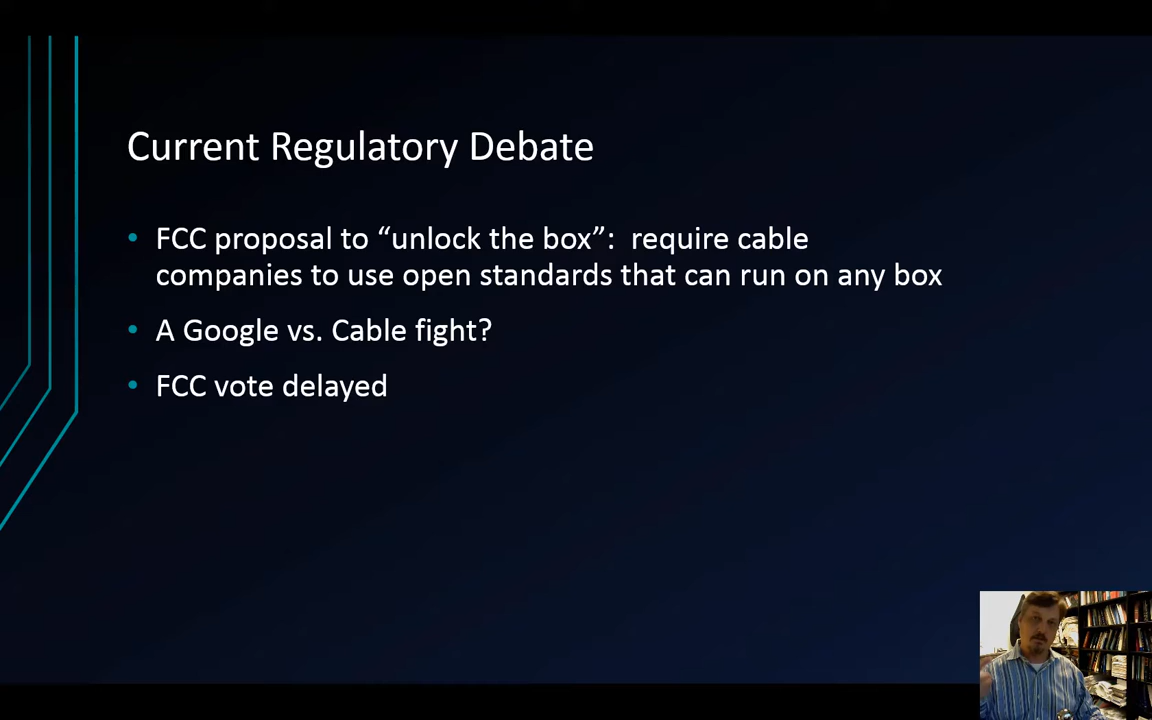 Current Regulatory Debate
• FCC proposal to “unlock the box”:  require cable
companies to use open standards that can run on any box
• A Google vs. Cable fight?
• FCC vote delayed